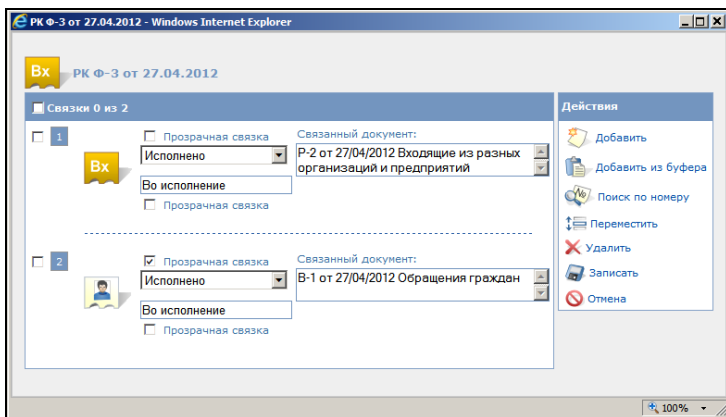 РК Ф-3 от 27.04.2012 - Windows Internet Explorer
Вх РК Ф-3 от 27.04.2012
Связки 0 из 2
1
Вх
Прозрачная связка
Исполнено
Во исполнение
Прозрачная связка
Связанный документ:
Р-2 от 27/04/2012 Входящие из разных
организаций и предприятий
2
Прозрачная связка
Исполнено
Во исполнение
Прозрачная связка
Связанный документ:
В-1 от 27/04/2012 Обращения граждан
Действия
Добавить
Добавить из буфера
No Поиск по номеру
Переместить
Удалить
Записать
Отмена
100%